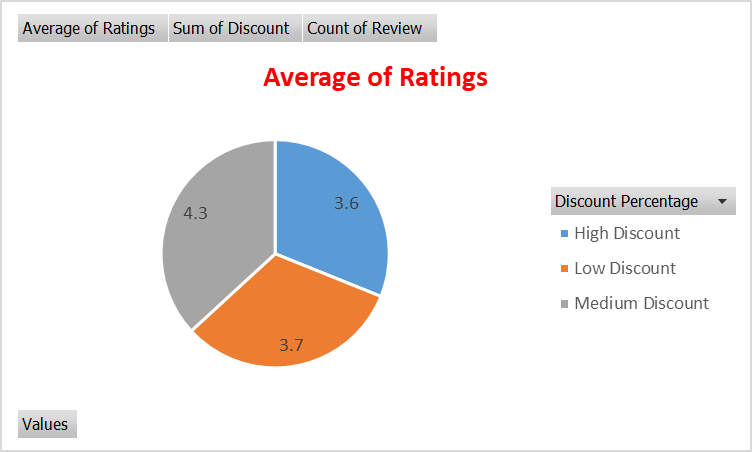 Average of Ratings Sum of Discount Count of Review
Average of Ratings
3.6
4.3
3.7
Discount Percentage
High Discount
Low Discount
Medium Discount
Values